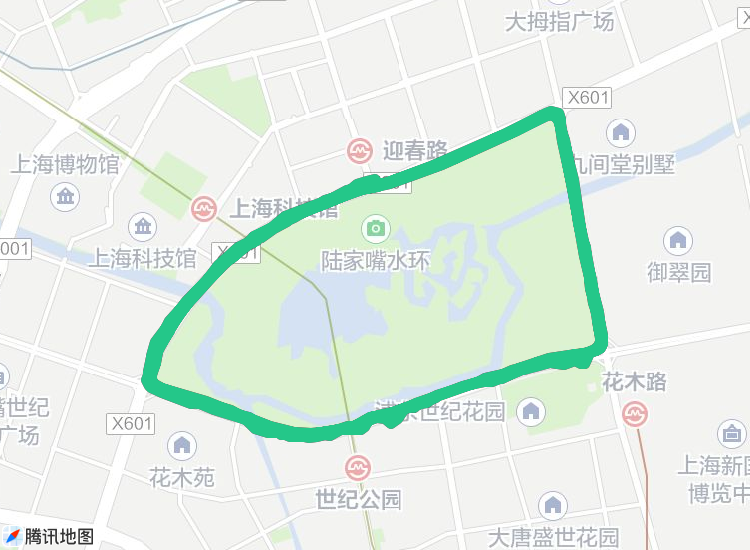 大拇指广场
X601
迎春路
九间堂别墅
上海博物馆
上海科技馆
X601
上海科技馆
陆家嘴水环
御翠园
001
花木路
世纪花园
X601
世纪
广场
花木苑
世纪公园
上海新国
博览中
大唐盛世花园
腾讯地图